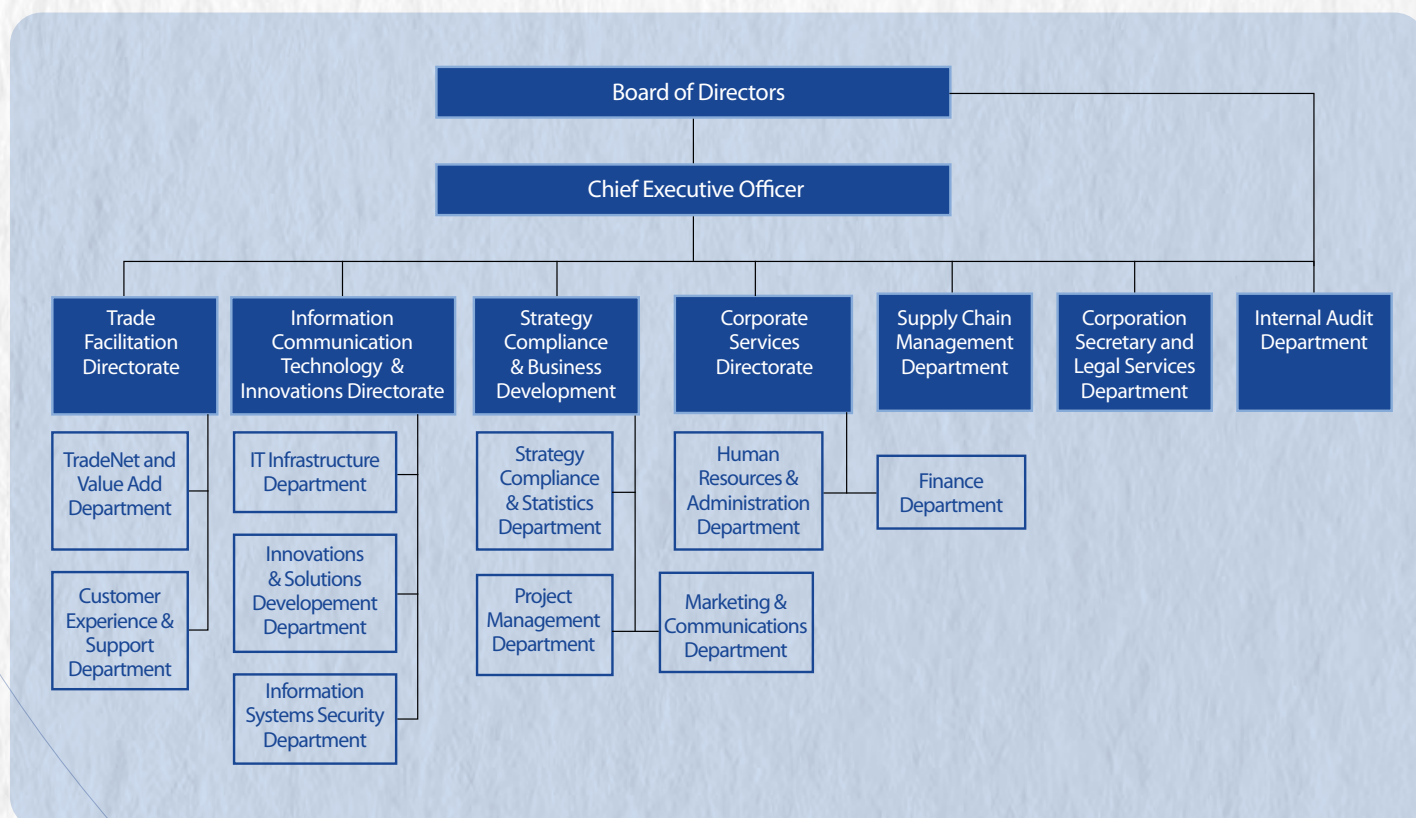 Board of Directors
Chief Executive Officer
Trade
Facilitation
Directorate
Information
Communication
Technology &
Innovations Directorate
Strategy
Compliance
& Business
Development
Corporate
Services
Directorate
Supply Chain
Management
Department
Corporation
Secretary and
Legal Services
Department
Internal Audit
Department
TradeNet and
Value Add
Department
Customer
Experience &
Support
Department
IT Infrastructure
Department
Innovations
& Solutions
Developement
Department
Information
Systems Security
Department
Strategy
Compliance
& Statistics
Department
Project
Management
Department
Marketing &
Communications
Department
Human
Resources &
Administration
Department
Finance
Department